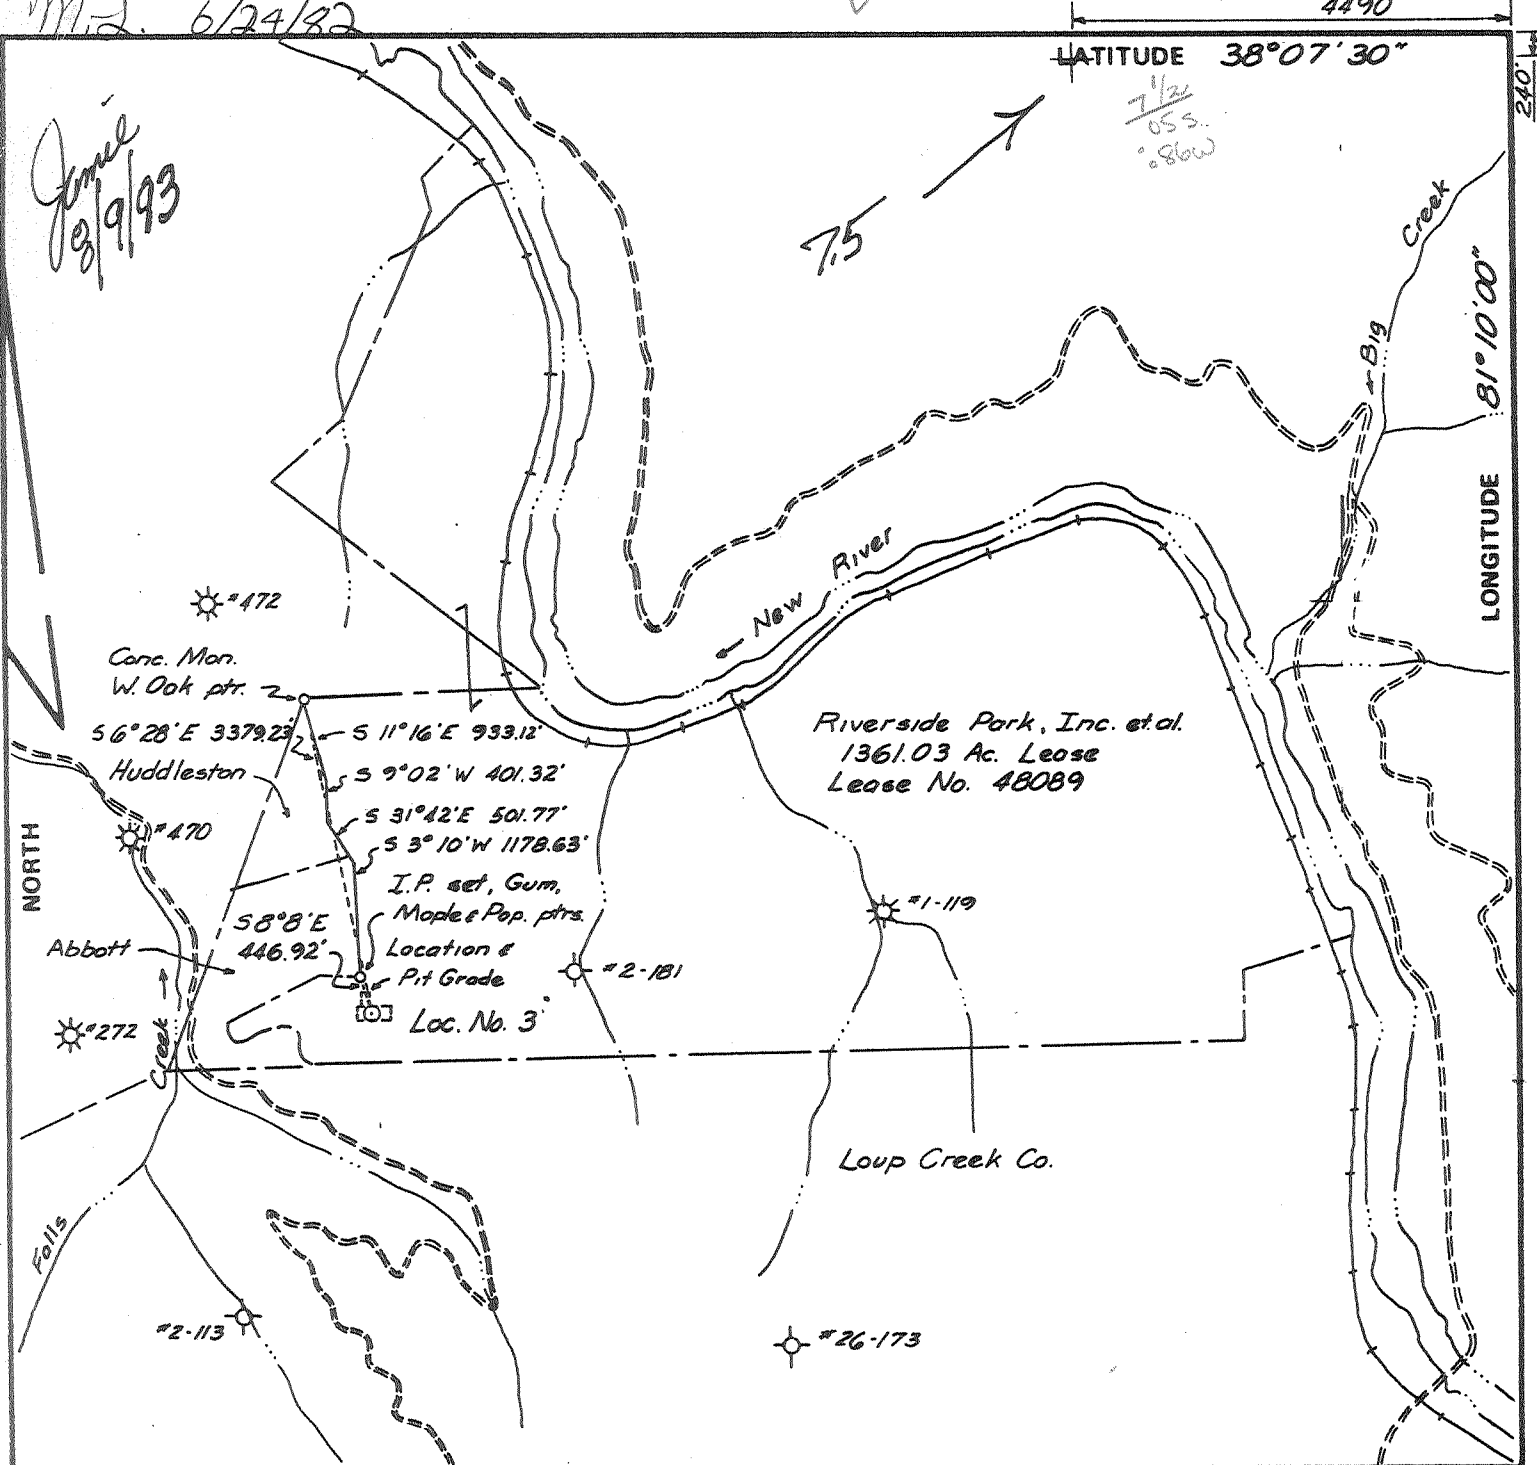 M.L. 6/24/82
4490
LATITUDE 38°07'30"
240'
7 1/2
.05 S.
.86W
Jamie
3/9/93
7.5
Creek
← Big
81°10'00"
LONGITUDE
River
← New
#472
Conc. Mon.
W. Oak ptr.
S 6°28'E 3379.23'
S 11°16'E 933.12'
Huddleston
S 9°02'W 401.32'
S 31°42'E 501.77'
S 3°10'W 1178.63'
Riverside Park, Inc. et.al.
1361.03 Ac. Lease
Lease No. 48089
NORTH
#470
I.P. set, Gum,
Maple & Pop. ptrs.
S 8°8'E
446.92'
Abbott
Location &
Pit Grade
Loc. No. 3
#1-119
#2-181
#272
Creek →
Loup Creek Co.
Falls
#2-113
#26-173